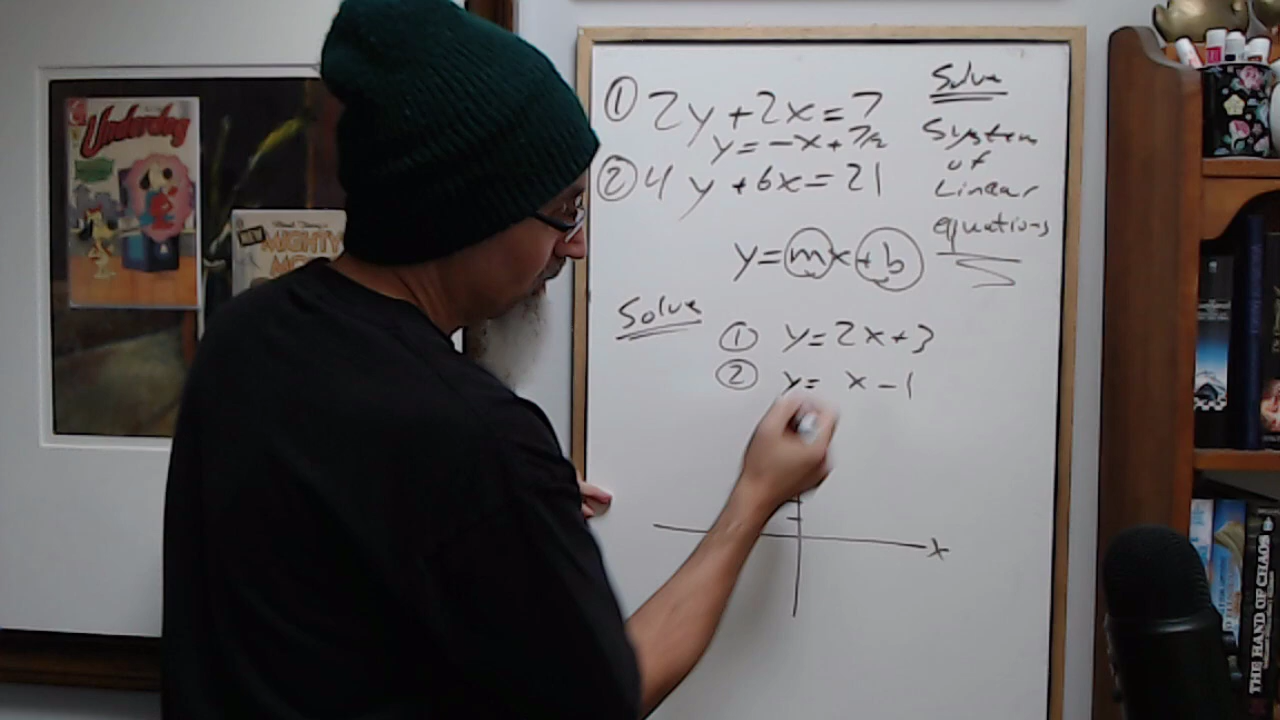 ① 2y+2x=7
y=-x+7/2
② 4y+6x=21
y=mx+b
Solve
System
of
Linear
equations
Solve
① y=2x+3
② y= x-1
x
Underdog
NEW
MIGHTY
THE HAND OF CHAOS